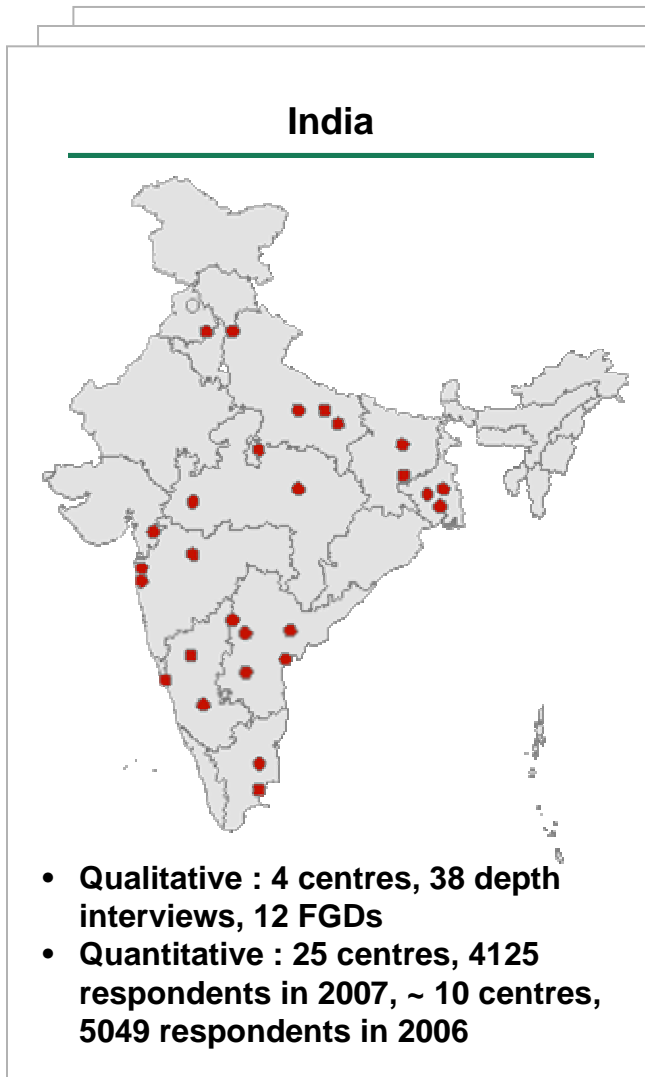 India
• Qualitative : 4 centres, 38 depth
interviews, 12 FGDs
• Quantitative : 25 centres, 4125
respondents in 2007, ~ 10 centres,
5049 respondents in 2006